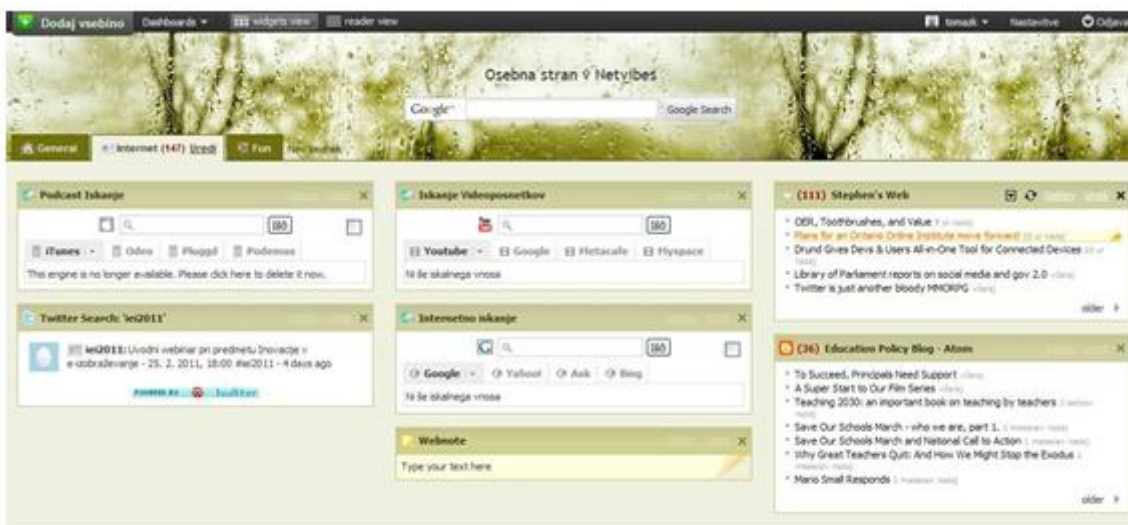 Dodaj vsebino Dashboards widgets view reader view tomazk Nastavitve Odjava
Osebna stran v Netvibes
Google Google Search
General Internet (147) Uredi Fun
Podcast Iskanje
Išči
iTunes Odeo Pluggd Podemus
This engine is no longer available. Please click here to delete it now.
Twitter Search: 'iei2011'
iei2011: Uvodni webinar pri predmetu Inovacije v
e-izobraževanje - 25. 2. 2011, 18:00 #iei2011 - 4 days ago
POWERED BY twitter
Iskanje Videoposnetkov
Išči
Youtube Google Metacafe Myspace
Ni še iskalnega vnosa
Internetno iskanje
Išči
Google Yahoo! Ask Bing
Ni še iskalnega vnosa
Webnote
Type your text here
(111) Stephen's Web
OER, Toothbrushes, and Value
Plans for an Ontario Online Institute move forward
Drund Gives Devs & Users All-in-One Tool for Connected Devices
Library of Parliament reports on social media and gov 2.0
Twitter is just another bloody MMORPG
older
(36) Education Policy Blog - Atom
To Succeed, Principals Need Support
A Super Start to Our Film Series
Teaching 2030: an important book on teaching by teachers
Save Our Schools March - who we are, part 1.
Save Our Schools March and National Call to Action
Why Great Teachers Quit: And How We Might Stop the Exodus
Mario Small Responds
older